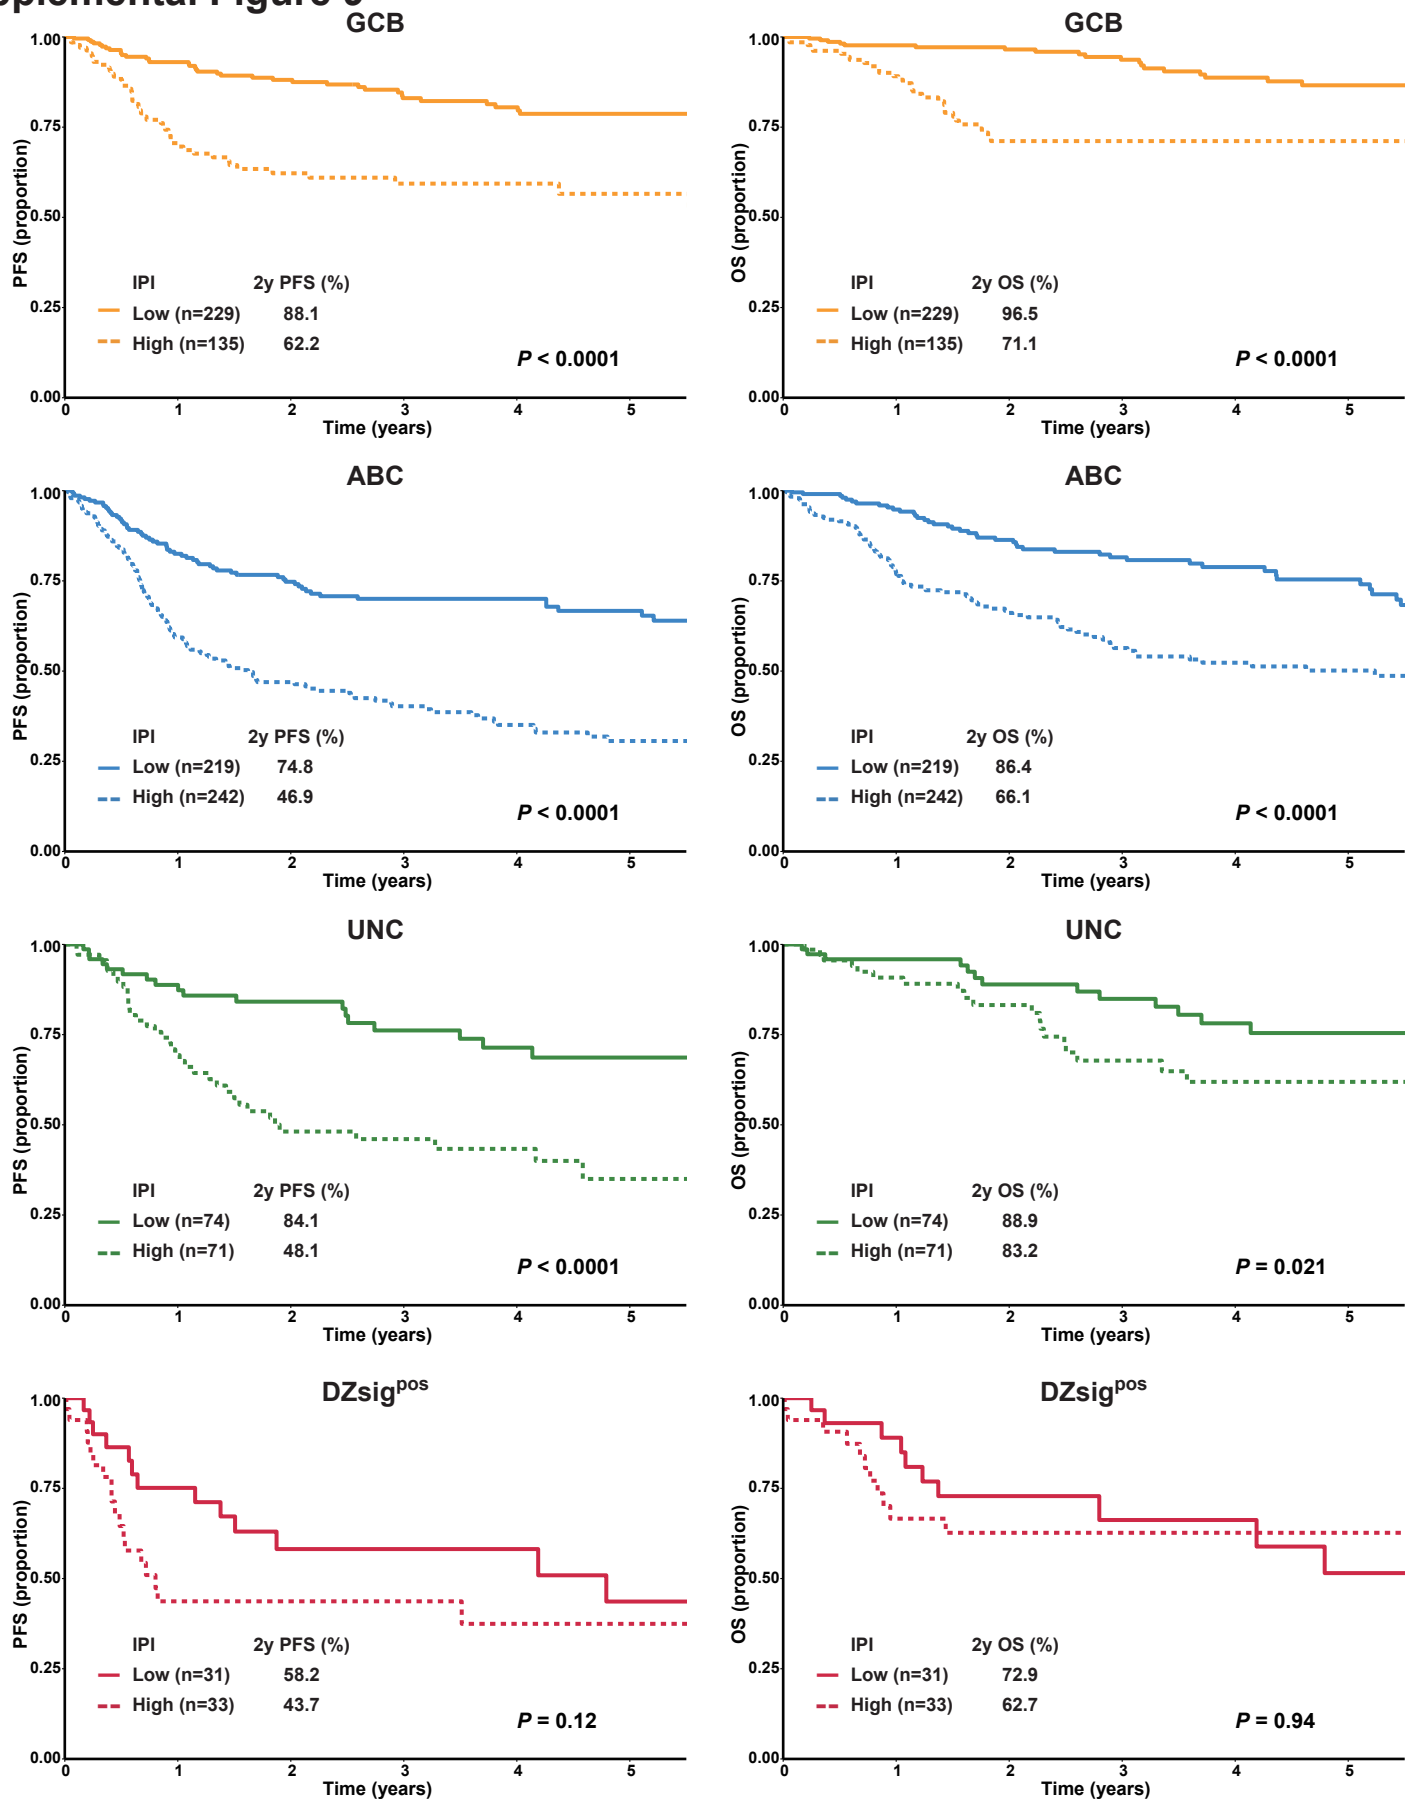 GCB
1.00
0.75
0.50
0.25
0.00
PFS (proportion)
IPI 2y PFS (%)
Low (n=229) 88.1
High (n=135) 62.2
P < 0.0001
0 1 2 3 4 5
Time (years)
GCB
1.00
0.75
0.50
0.25
0.00
OS (proportion)
IPI 2y OS (%)
Low (n=229) 96.5
High (n=135) 71.1
P < 0.0001
0 1 2 3 4 5
Time (years)
ABC
1.00
0.75
0.50
0.25
0.00
PFS (proportion)
IPI 2y PFS (%)
Low (n=219) 74.8
High (n=242) 46.9
P < 0.0001
0 1 2 3 4 5
Time (years)
ABC
1.00
0.75
0.50
0.25
0.00
OS (proportion)
IPI 2y OS (%)
Low (n=219) 86.4
High (n=242) 66.1
P < 0.0001
0 1 2 3 4 5
Time (years)
UNC
1.00
0.75
0.50
0.25
0.00
PFS (proportion)
IPI 2y PFS (%)
Low (n=74) 84.1
High (n=71) 48.1
P < 0.0001
0 1 2 3 4 5
Time (years)
UNC
1.00
0.75
0.50
0.25
0.00
OS (proportion)
IPI 2y OS (%)
Low (n=74) 88.9
High (n=71) 83.2
P = 0.021
0 1 2 3 4 5
Time (years)
DZsigpos
1.00
0.75
0.50
0.25
0.00
PFS (proportion)
IPI 2y PFS (%)
Low (n=31) 58.2
High (n=33) 43.7
P = 0.12
0 1 2 3 4 5
Time (years)
DZsigpos
1.00
0.75
0.50
0.25
0.00
OS (proportion)
IPI 2y OS (%)
Low (n=31) 72.9
High (n=33) 62.7
P = 0.94
0 1 2 3 4 5
Time (years)